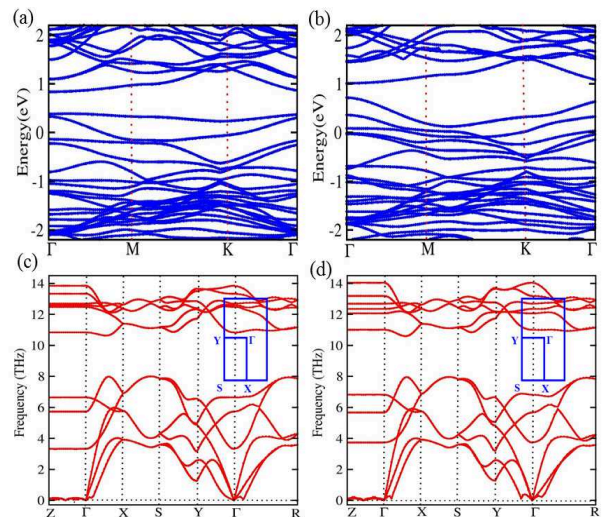 (a)
(b)
2
1
0
-1
-2
Energy(eV)
Γ M K Γ
2
1
0
-1
-2
Energy(eV)
Γ M K Γ
(c)
(d)
14
12
10
8
6
4
2
0
Frequency (THz)
Y Γ
S X
Z Γ X S Y Γ R
14
12
10
8
6
4
2
0
Frequency (THz)
Y Γ
S X
Z Γ X S Y Γ R